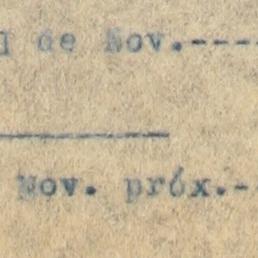 de Nov.----
Nov. próx.-